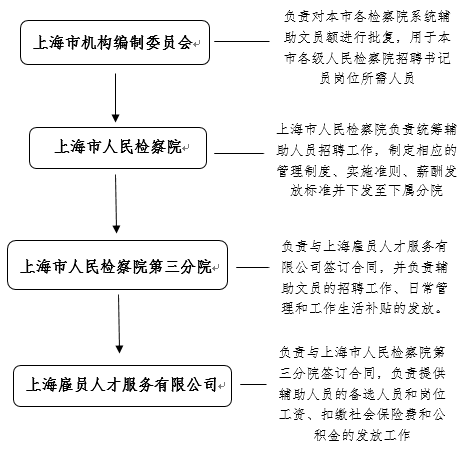 负责对本市各检察院系统辅
助文员额进行批复，用于本
市各级人民检察院招聘书记
员岗位所需人员
上海市机构编制委员会
上海市人民检察院负责统筹辅
助人员招聘工作，制定相应的
管理制度、实施准则、薪酬发
放标准并下发至下属分院
上海市人民检察院
负责与上海雇员人才服务有
限公司签订合同，并负责辅
助文员的招聘工作、日常管
理和工作生活补贴的发放。
上海市人民检察院第三分院
负责与上海市人民检察院第
三分院签订合同，负责提供
辅助人员的备选人员和岗位
工资、扣缴社会保险费和公
积金的发放工作
上海雇员人才服务有限公司